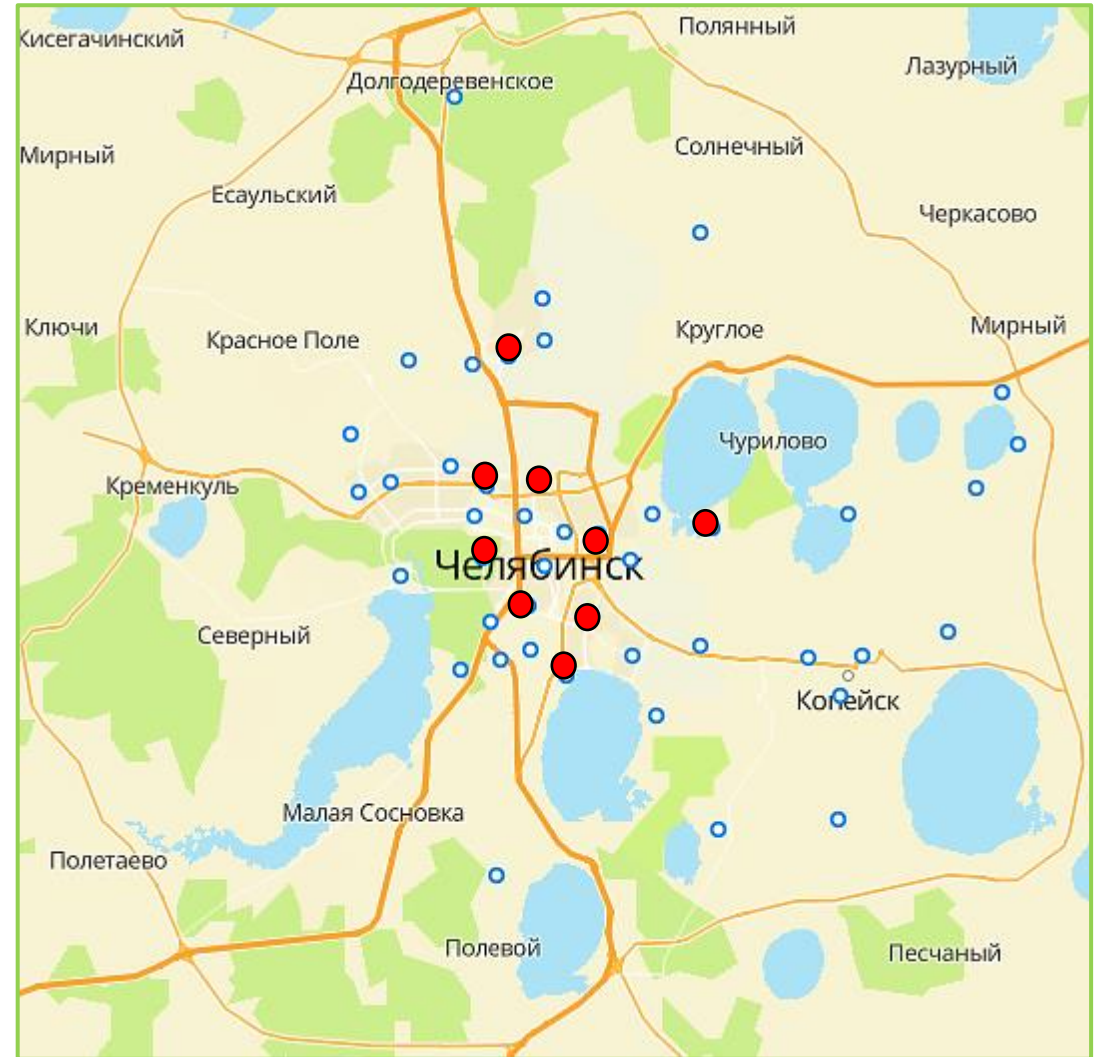 Полянный
Кисегачинский
Лазурный
Долгодеревенское
Солнечный
Мирный
Есаульский
Черкасово
Ключи
Красное Поле
Круглое
Мирный
Чурилово
Кременкуль
Челябинск
Северный
Копейск
Малая Сосновка
Полетаево
Полевой
Песчаный